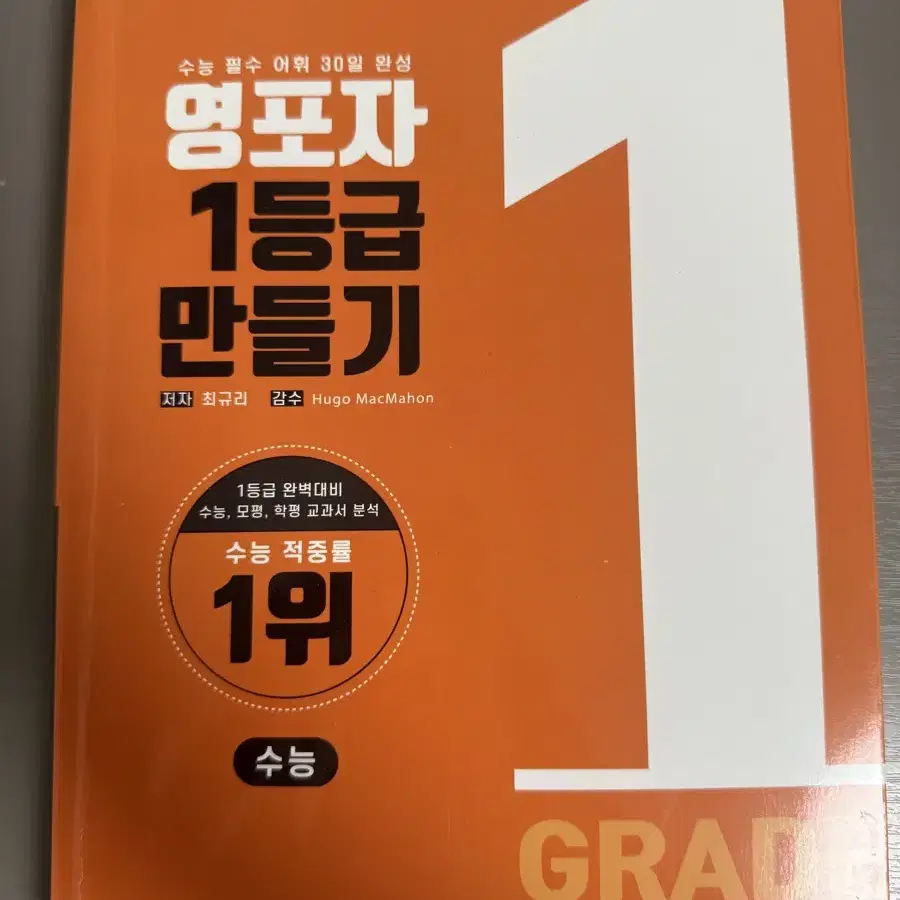 수능 필수 어휘 30일 완성
영포자
1등급
만들기
저자 최규리 감수 Hugo MacMahon
1등급 완벽대비
수능, 모평, 학평 교과서 분석
수능 적중률
1위
수능
1
GRADE